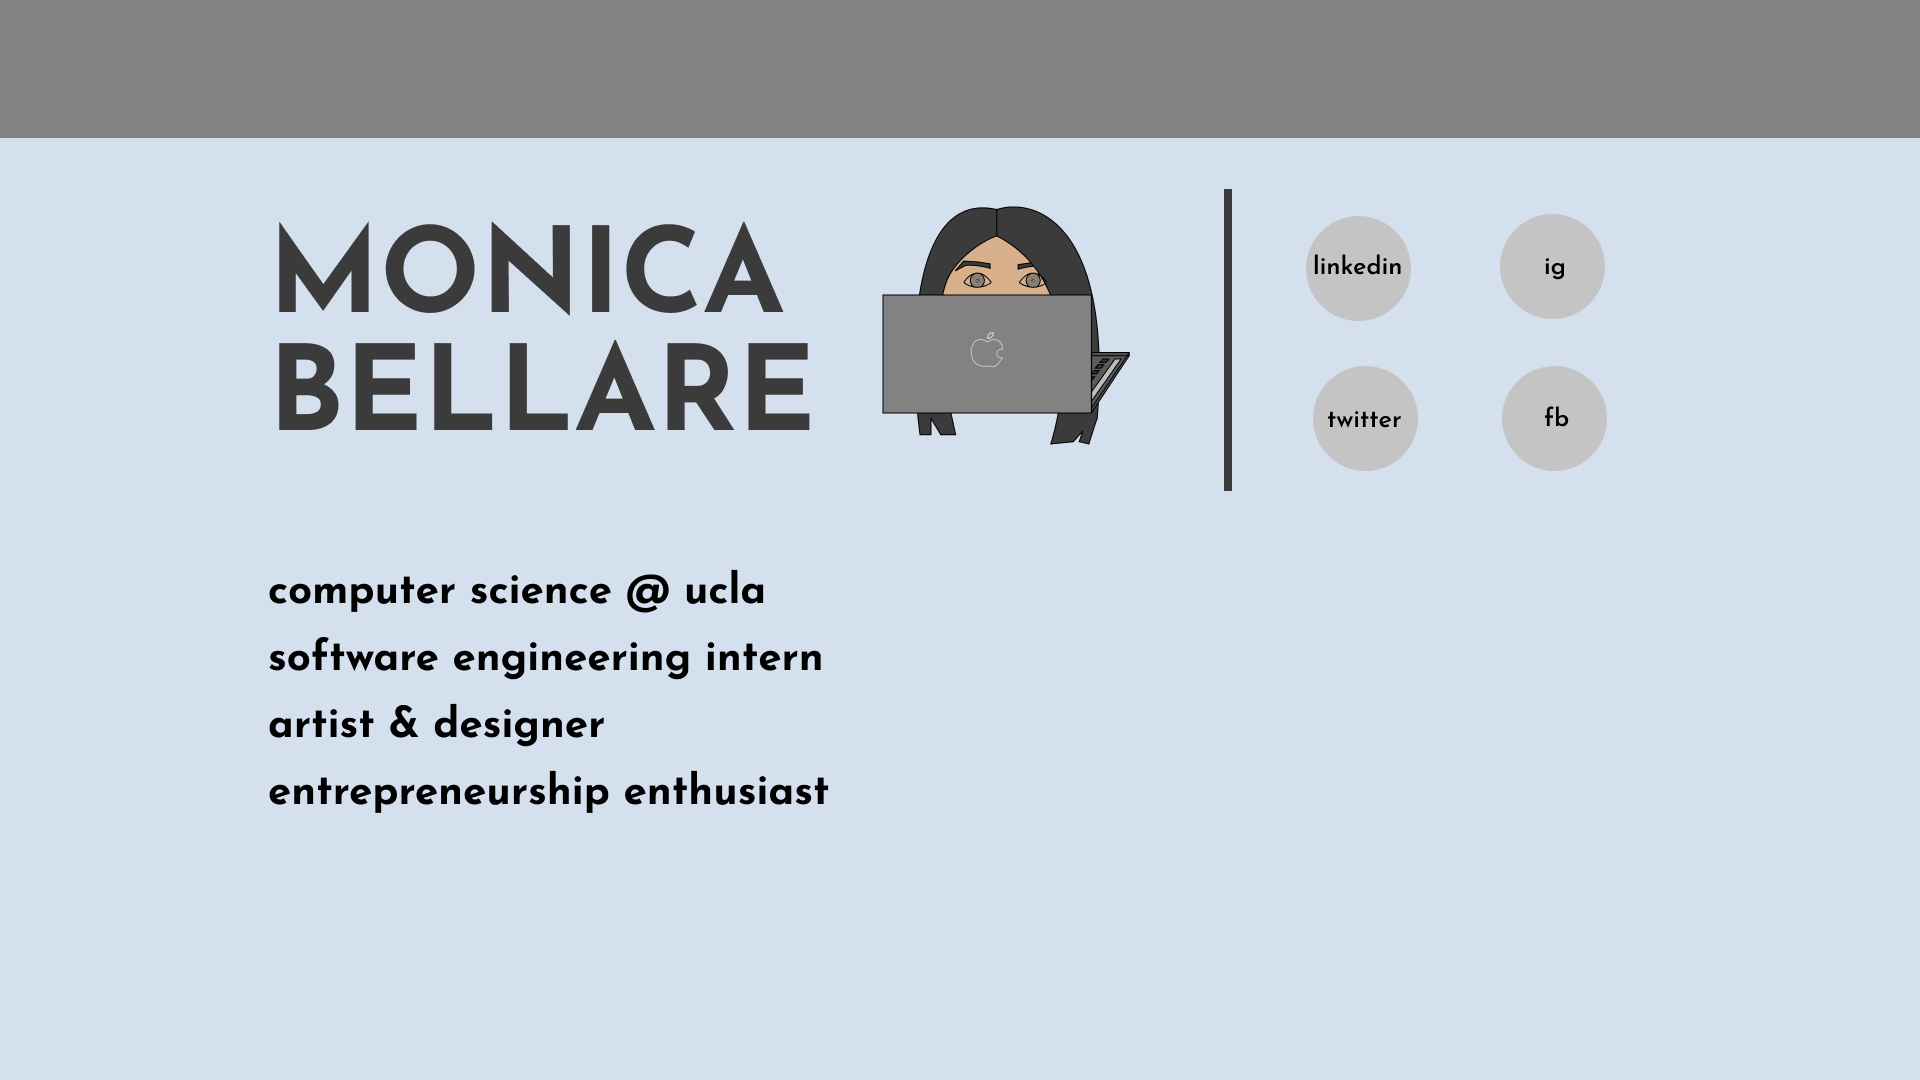 MONICA
BELLARE
linkedin
ig
twitter
fb
computer science @ ucla
software engineering intern
artist & designer
entrepreneurship enthusiast